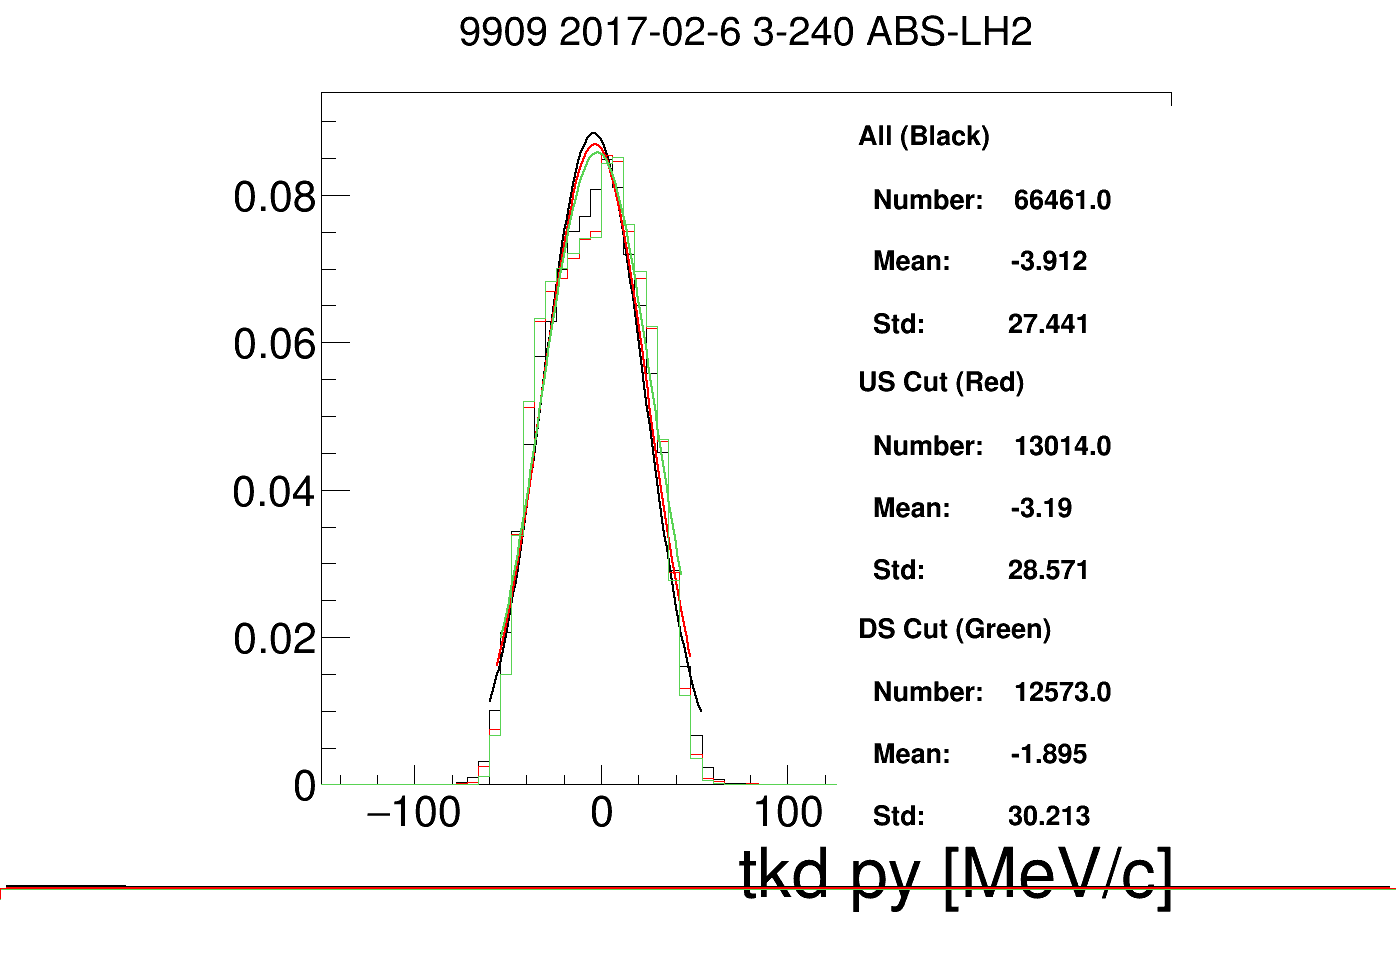 9909 2017-02-6 3-240 ABS-LH2
All (Black)
Number: 66461.0
Mean: -3.912
Std: 27.441
US Cut (Red)
Number: 13014.0
Mean: -3.19
Std: 28.571
DS Cut (Green)
Number: 12573.0
Mean: -1.895
Std: 30.213
0.08
0.06
0.04
0.02
0
−100 0 100
tkd py [MeV/c]